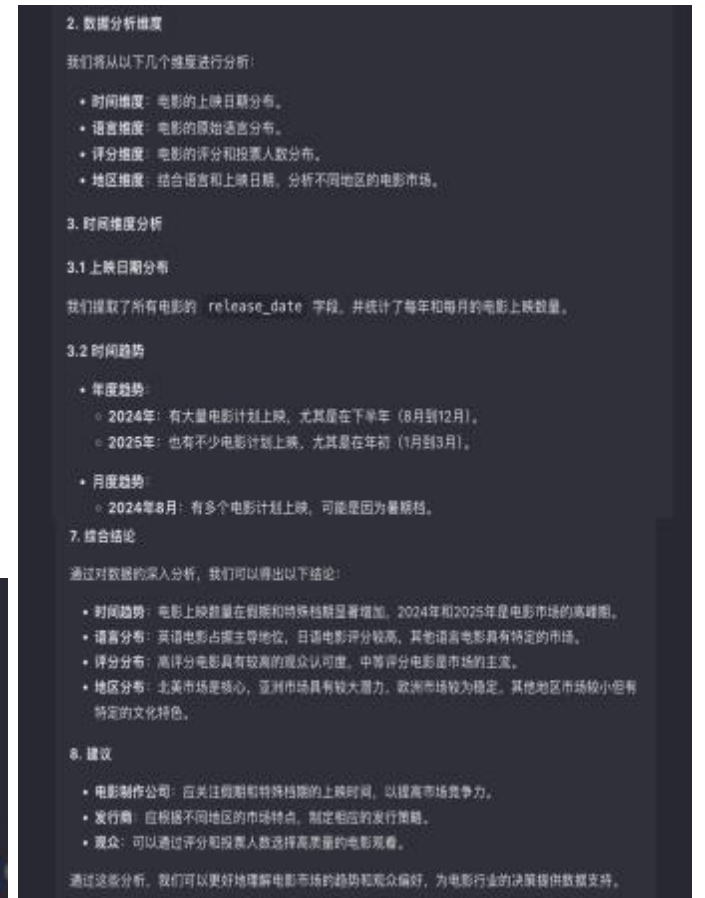 2. 数据分析维度
我们将从以下几个维度进行分析：
• 时间维度：电影的上映日期分布。
• 语言维度：电影的原始语言分布。
• 评分维度：电影的评分和投票人数分布。
• 地区维度：结合语言和上映日期，分析不同地区的电影市场。
3. 时间维度分析
3.1 上映日期分布
我们提取了所有电影的 release_date 字段，并统计了每年和每月的电影上映数量。
3.2 时间趋势
• 年度趋势：
◦ 2024年：有大量电影计划上映，尤其是在下半年（8月到12月）。
◦ 2025年：也有不少电影计划上映，尤其是在年初（1月到3月）。
• 月度趋势：
◦ 2024年8月：有多个电影计划上映，可能是因为暑期档。
7. 综合结论
通过对数据的深入分析，我们可以得出以下结论：
• 时间趋势：电影上映数量在假期和特殊档期显著增加，2024年和2025年是电影市场的高峰期。
• 语言分布：英语电影占据主导地位，日语电影评分较高，其他语言电影具有特定的市场。
• 评分分布：高评分电影具有较高的观众认可度，中等评分电影是市场的主流。
• 地区分布：北美市场是核心，亚洲市场具有较大潜力，欧洲市场较为稳定，其他地区市场较小但有
特定的文化特色。
8. 建议
• 电影制作公司：应关注假期和特殊档期的上映时间，以提高市场竞争力。
• 发行商：应根据不同地区的市场特点，制定相应的发行策略。
• 观众：可以通过评分和投票人数选择高质量的电影观看。
通过这些分析，我们可以更好地理解电影市场的趋势和观众偏好，为电影行业的决策提供数据支持。